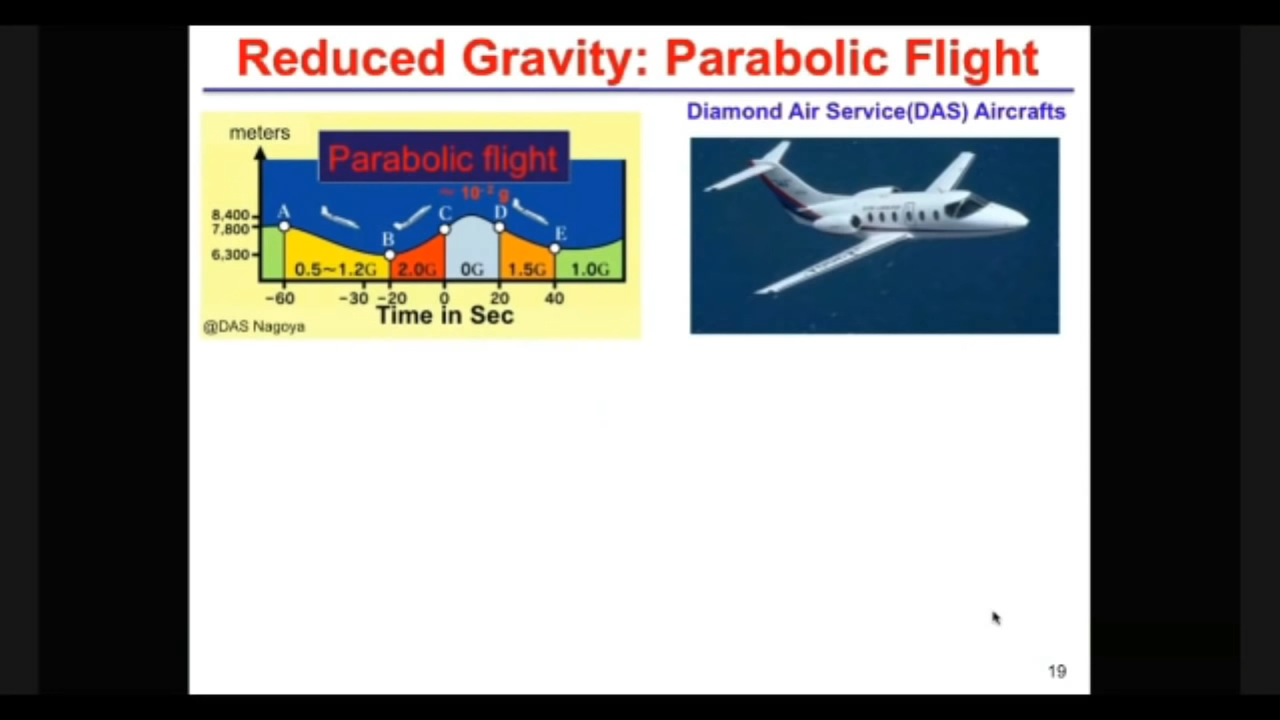 Reduced Gravity: Parabolic Flight
Diamond Air Service(DAS) Aircrafts
meters
Parabolic flight
~ 10⁻² g
8,400
7,800
6,300
A
B
C
D
E
0.5~1.2G
2.0G
0G
1.5G
1.0G
−60
−30
−20
0
20
40
Time in Sec
@DAS Nagoya
19